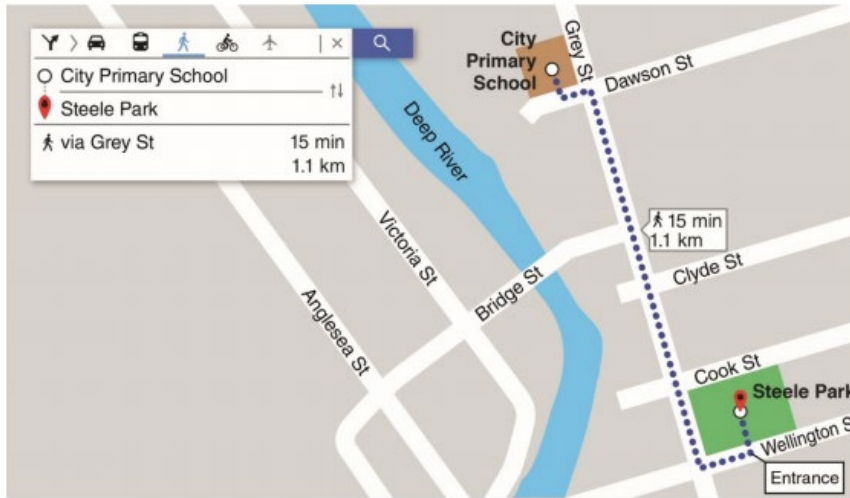 City Primary School
Steele Park
via Grey St 15 min
1.1 km
City
Primary
School
Grey St
Dawson St
Deep River
15 min
1.1 km
Victoria St
Clyde St
Bridge St
Anglesea St
Cook St
Steele Park
Wellington S
Entrance